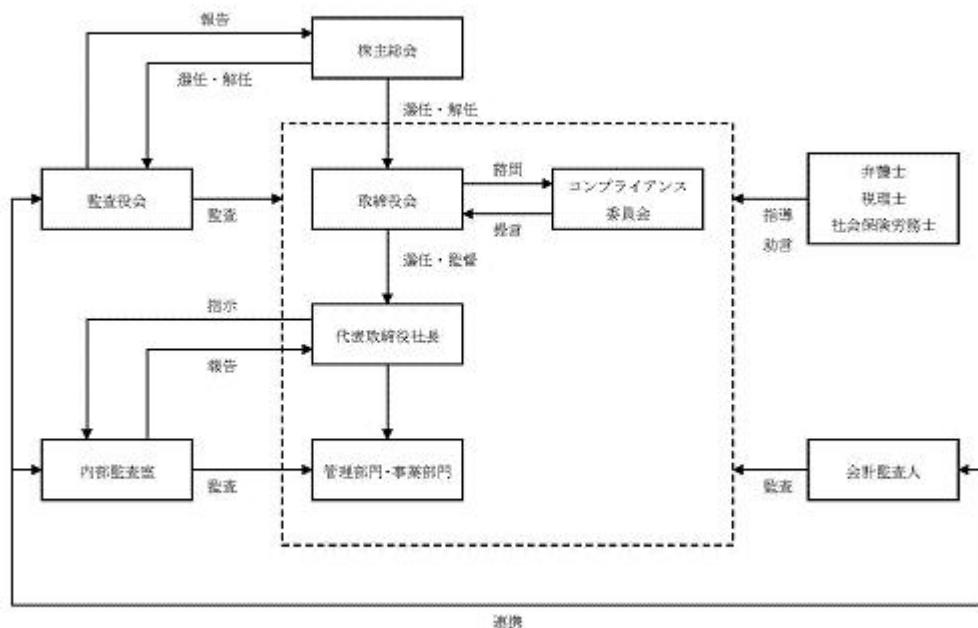 報告
株主総会
選任・解任
選任・解任
監査役会
監査
取締役会
諮問
提言
コンプライアンス
委員会
弁護士
税理士
社会保険労務士
指導
助言
選任・監督
指示
代表取締役社長
報告
内部監査室
監査
管理部門・事業部門
監査
会計監査人
連携